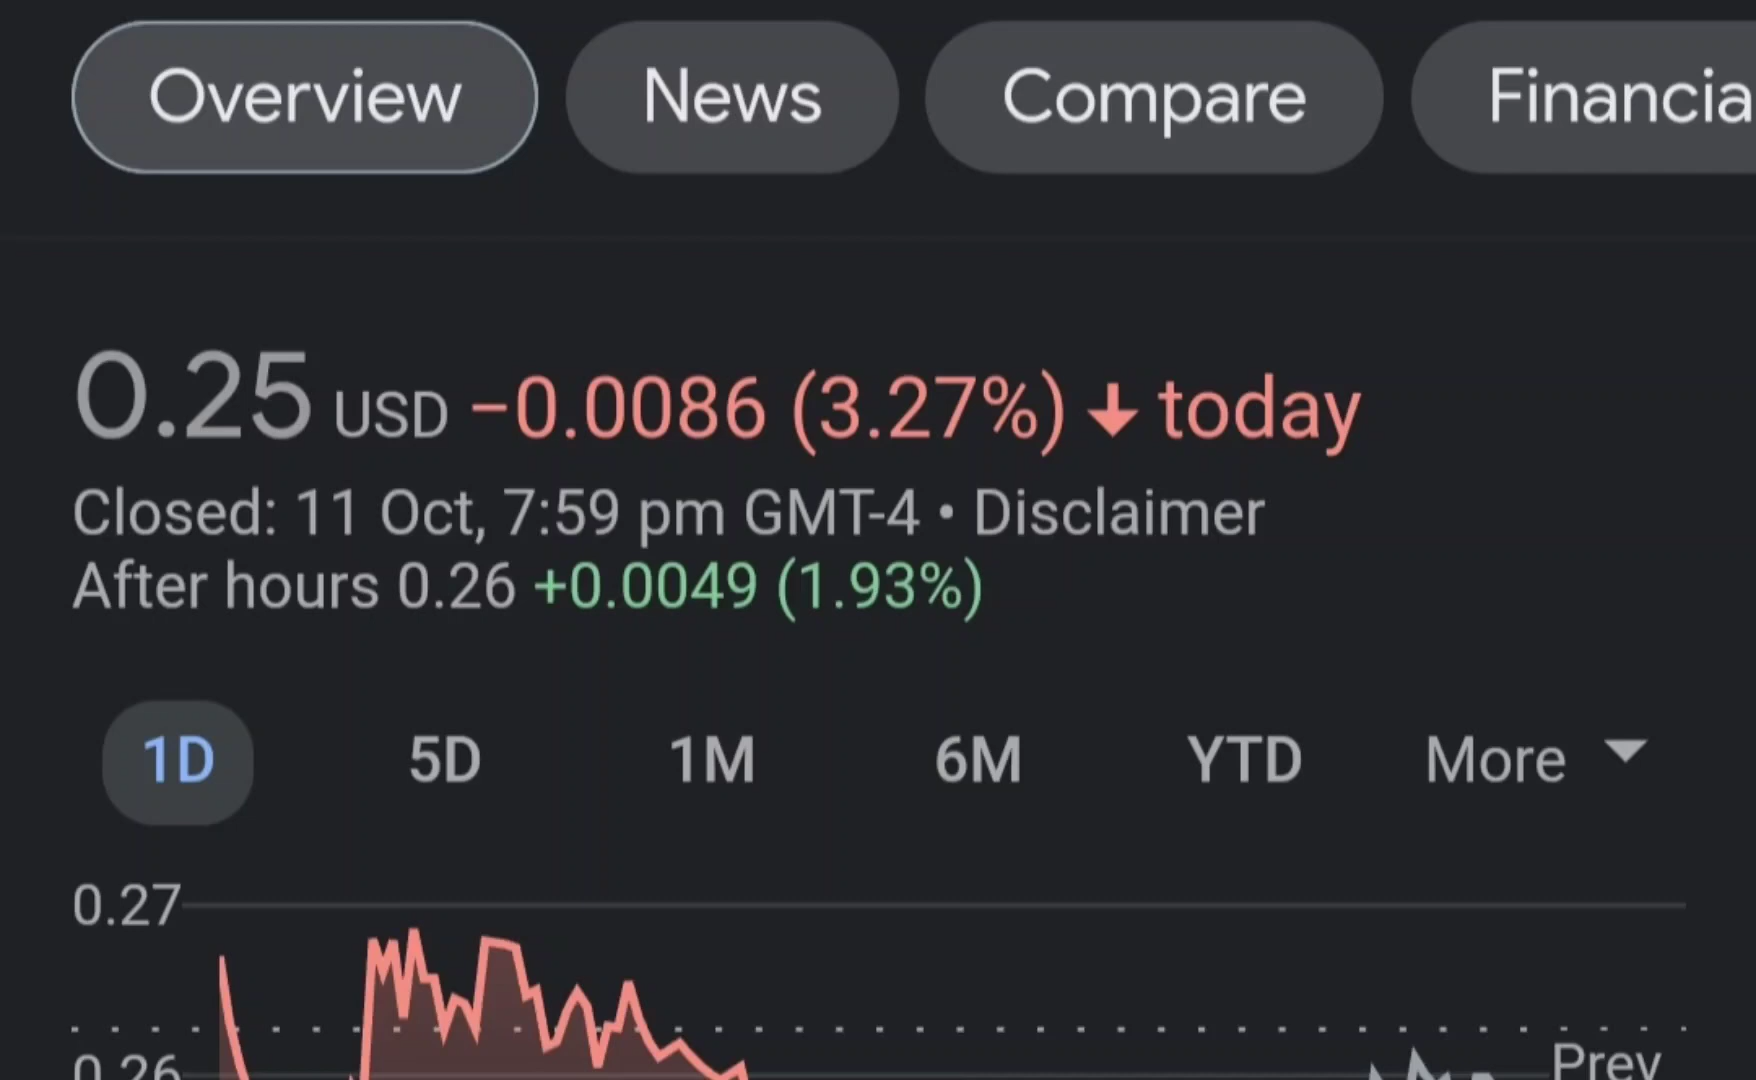 Overview News Compare Financia
0.25 USD −0.0086 (3.27%) ↓ today
Closed: 11 Oct, 7:59 pm GMT-4 • Disclaimer
After hours 0.26 +0.0049 (1.93%)
1D 5D 1M 6M YTD More
0.27
0.26
Prev